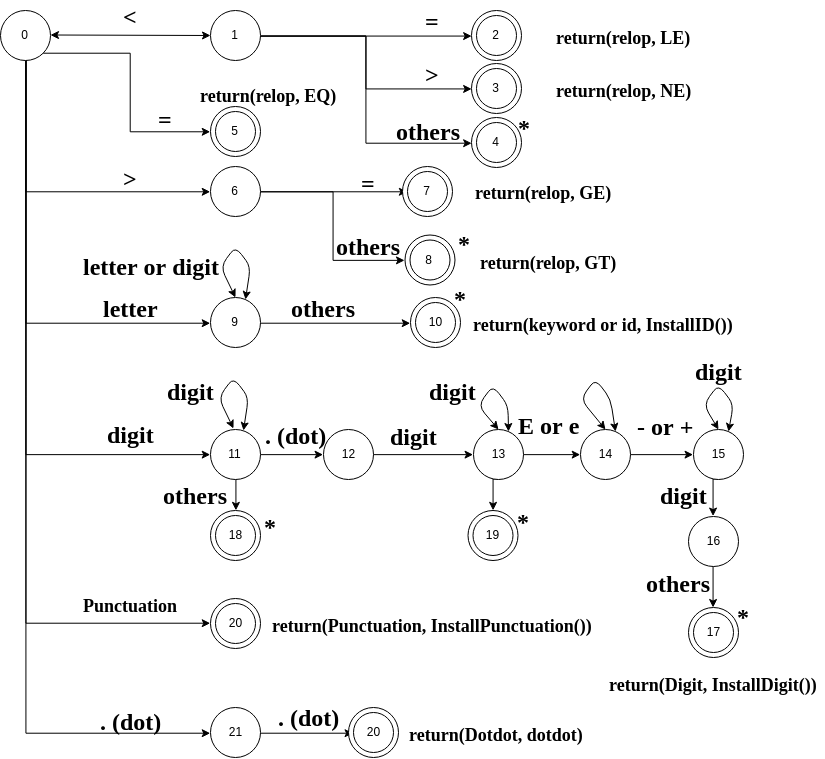 <
=
0
1
2
return(relop, LE)
>
3
return(relop, NE)
return(relop, EQ)
=
5
others
4
*
>
6
=
7
return(relop, GE)
others
8
*
return(relop, GT)
letter or digit
letter
9
others
10
*
return(keyword or id, InstallID())
digit
digit
digit
digit
11
. (dot)
12
digit
13
E or e
14
- or +
15
others
18
*
19
*
digit
16
others
17
*
return(Digit, InstallDigit())
Punctuation
20
return(Punctuation, InstallPunctuation())
. (dot)
21
. (dot)
20
return(Dotdot, dotdot)